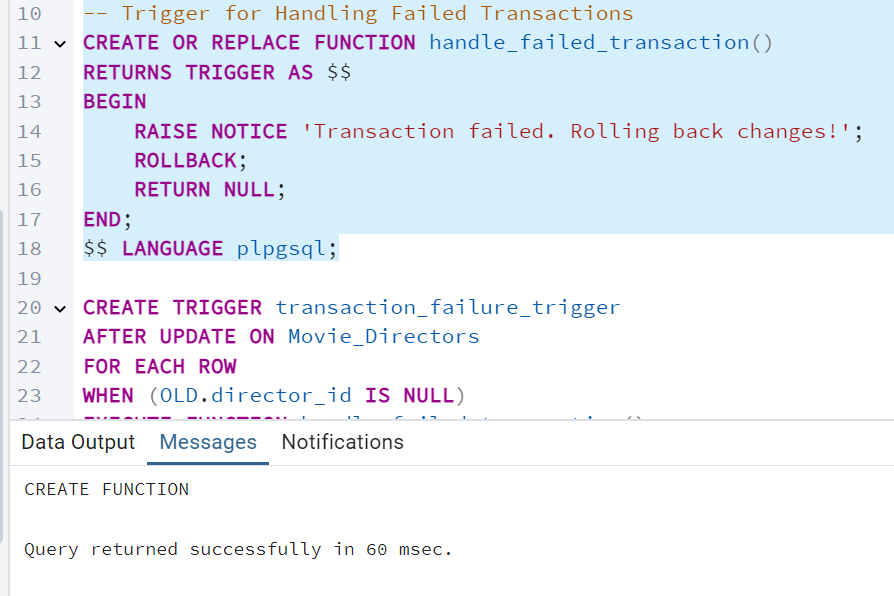 10 -- Trigger for Handling Failed Transactions
11 CREATE OR REPLACE FUNCTION handle_failed_transaction()
12 RETURNS TRIGGER AS $$
13 BEGIN
14     RAISE NOTICE 'Transaction failed. Rolling back changes!';
15     ROLLBACK;
16     RETURN NULL;
17 END;
18 $$ LANGUAGE plpgsql;
19
20 CREATE TRIGGER transaction_failure_trigger
21 AFTER UPDATE ON Movie_Directors
22 FOR EACH ROW
23 WHEN (OLD.director_id IS NULL)
Data Output Messages Notifications
CREATE FUNCTION
Query returned successfully in 60 msec.